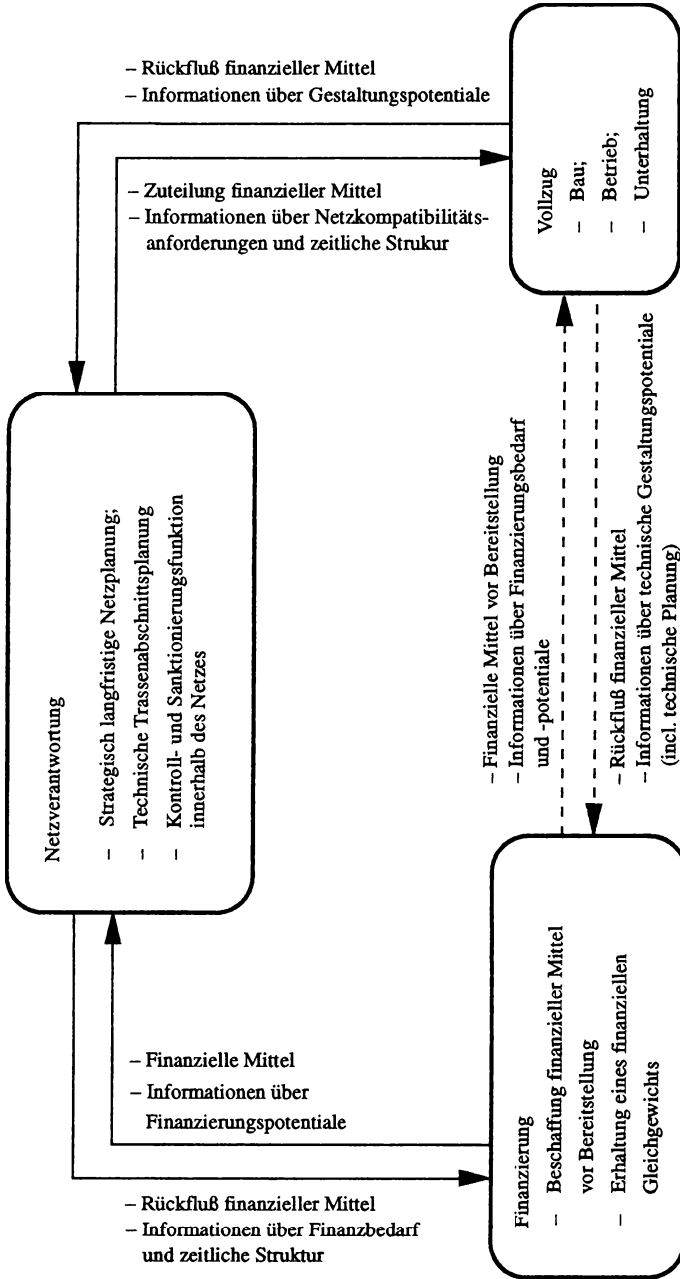 – Rückfluß finanzieller Mittel
– Informationen über Gestaltungspotentiale
– Zuteilung finanzieller Mittel
– Informationen über Netzkompatibilitäts-
anforderungen und zeitliche Strukur
Vollzug
– Bau;
– Betrieb;
– Unterhaltung
Netzverantwortung
– Strategisch langfristige Netzplanung;
– Technische Trassenabschnittsplanung
– Kontroll- und Sanktionierungsfunktion
innerhalb des Netzes
– Finanzielle Mittel vor Bereitstellung
– Informationen über Finanzierungsbedarf
und -potentiale
– Rückfluß finanzieller Mittel
– Informationen über technische Gestaltungspotentiale
(incl. technische Planung)
– Finanzielle Mittel
– Informationen über
Finanzierungspotentiale
– Rückfluß finanzieller Mittel
– Informationen über Finanzbedarf
und zeitliche Struktur
Finanzierung
– Beschaffung finanzieller Mittel
vor Bereitstellung
– Erhaltung eines finanziellen
Gleichgewichts